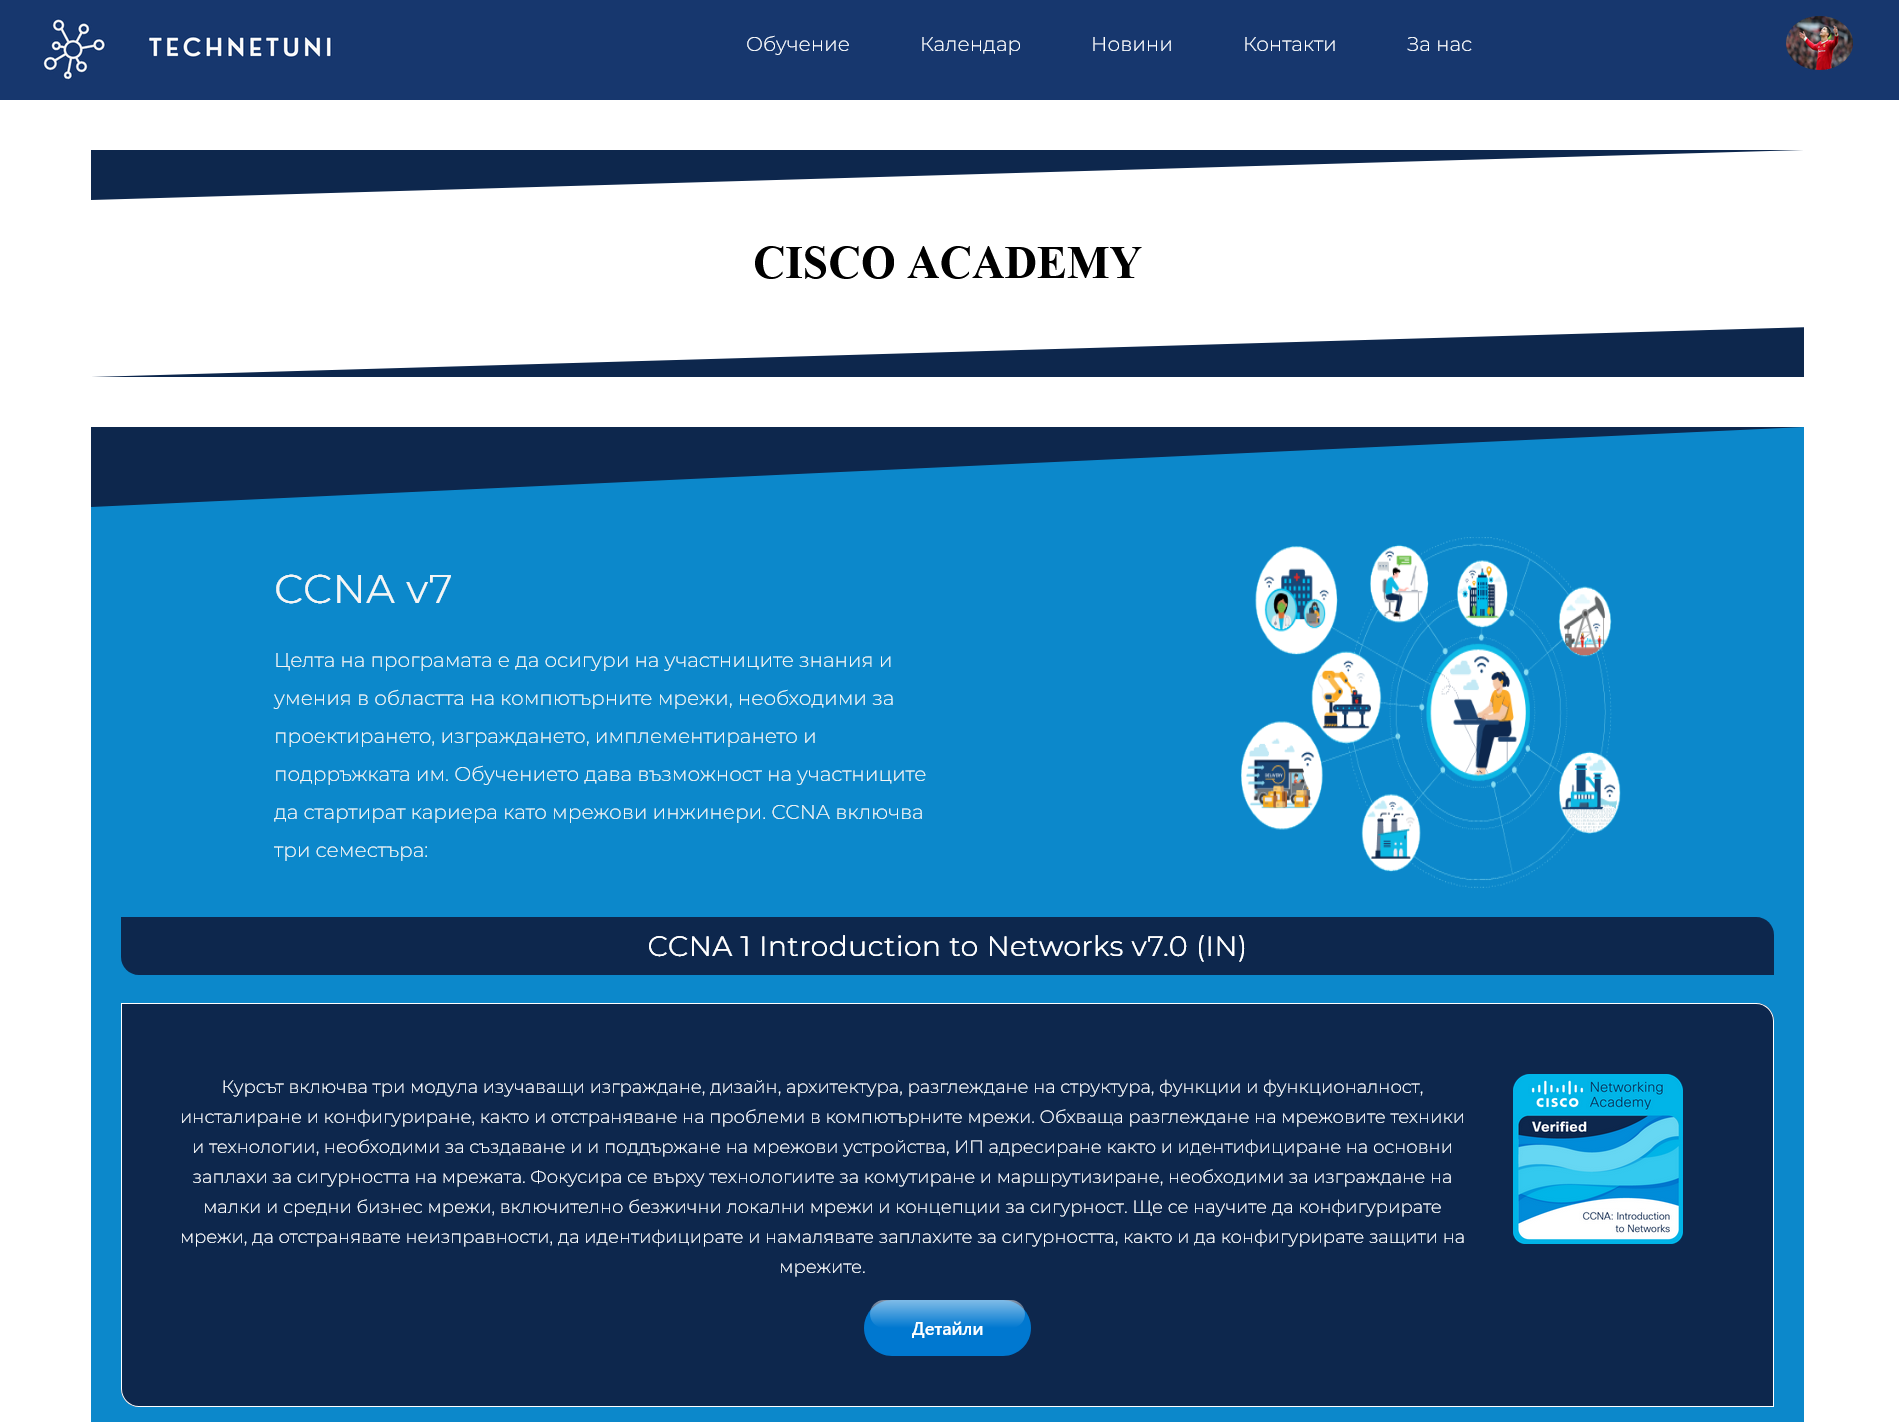 TECHNETUNI
Обучение
Календар
Новини
Контакти
За нас
CISCO ACADEMY
CCNA v7
Целта на програмата е да осигури на участниците знания и
умения в областта на компютърните мрежи, необходими за
проектирането, изграждането, имплементирането и
подрръжката им. Обучението дава възможност на участниците
да стартират кариера като мрежови инжинери. CCNA включва
три семестъра:
DELIVERY
CCNA 1 Introduction to Networks v7.0 (IN)
Курсът включва три модула изучаващи изграждане, дизайн, архитектура, разглеждане на структура, функции и функционалност,
инсталиране и конфигуриране, както и отстраняване на проблеми в компютърните мрежи. Обхваща разглеждане на мрежовите техники
и технологии, необходими за създаване и и поддържане на мрежови устройства, ИП адресиране както и идентифициране на основни
заплахи за сигурността на мрежата. Фокусира се върху технологиите за комутиране и маршрутизиране, необходими за изграждане на
малки и средни бизнес мрежи, включително безжични локални мрежи и концепции за сигурност. Ще се научите да конфигурирате
мрежи, да отстранявате неизправности, да идентифицирате и намалявате заплахите за сигурността, както и да конфигурирате защити на
мрежите.
CISCO
Networking
Academy
Verified
CCNA: Introduction
to Networks
Детайли